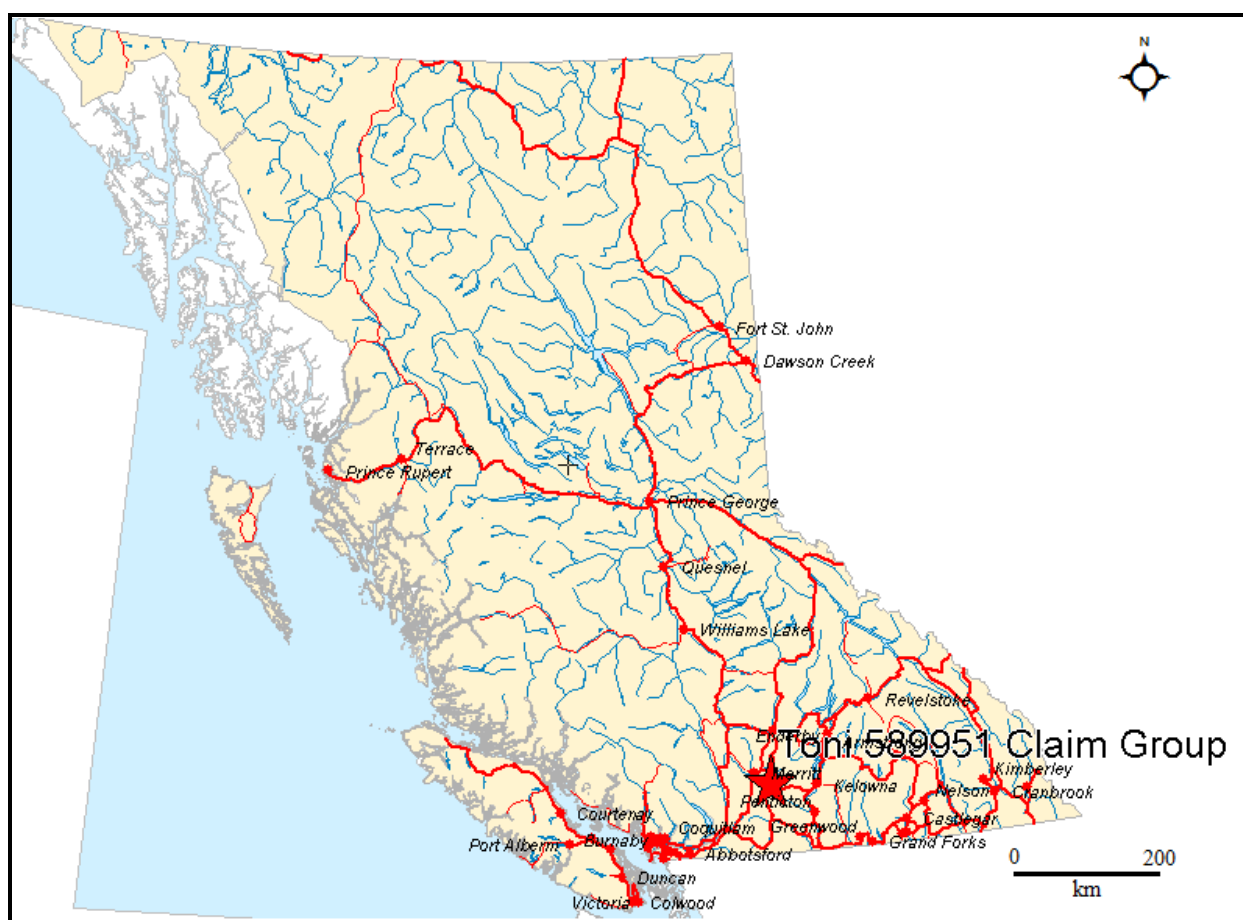 N
Fort St. John
Dawson Creek
Terrace
Prince Rupert
Prince George
Quesnel
Williams Lake
Revelstoke
Enderby
Armstrong
Toni 589951 Claim Group
Merritt
Kimberley
Kelowna
Nelson
Cranbrook
Penticton
Courtenay
Castlegar
Coquitlam
Greenwood
Burnaby
Port Alberni
Grand Forks
Abbotsford
0 200
km
Duncan
Victoria
Colwood